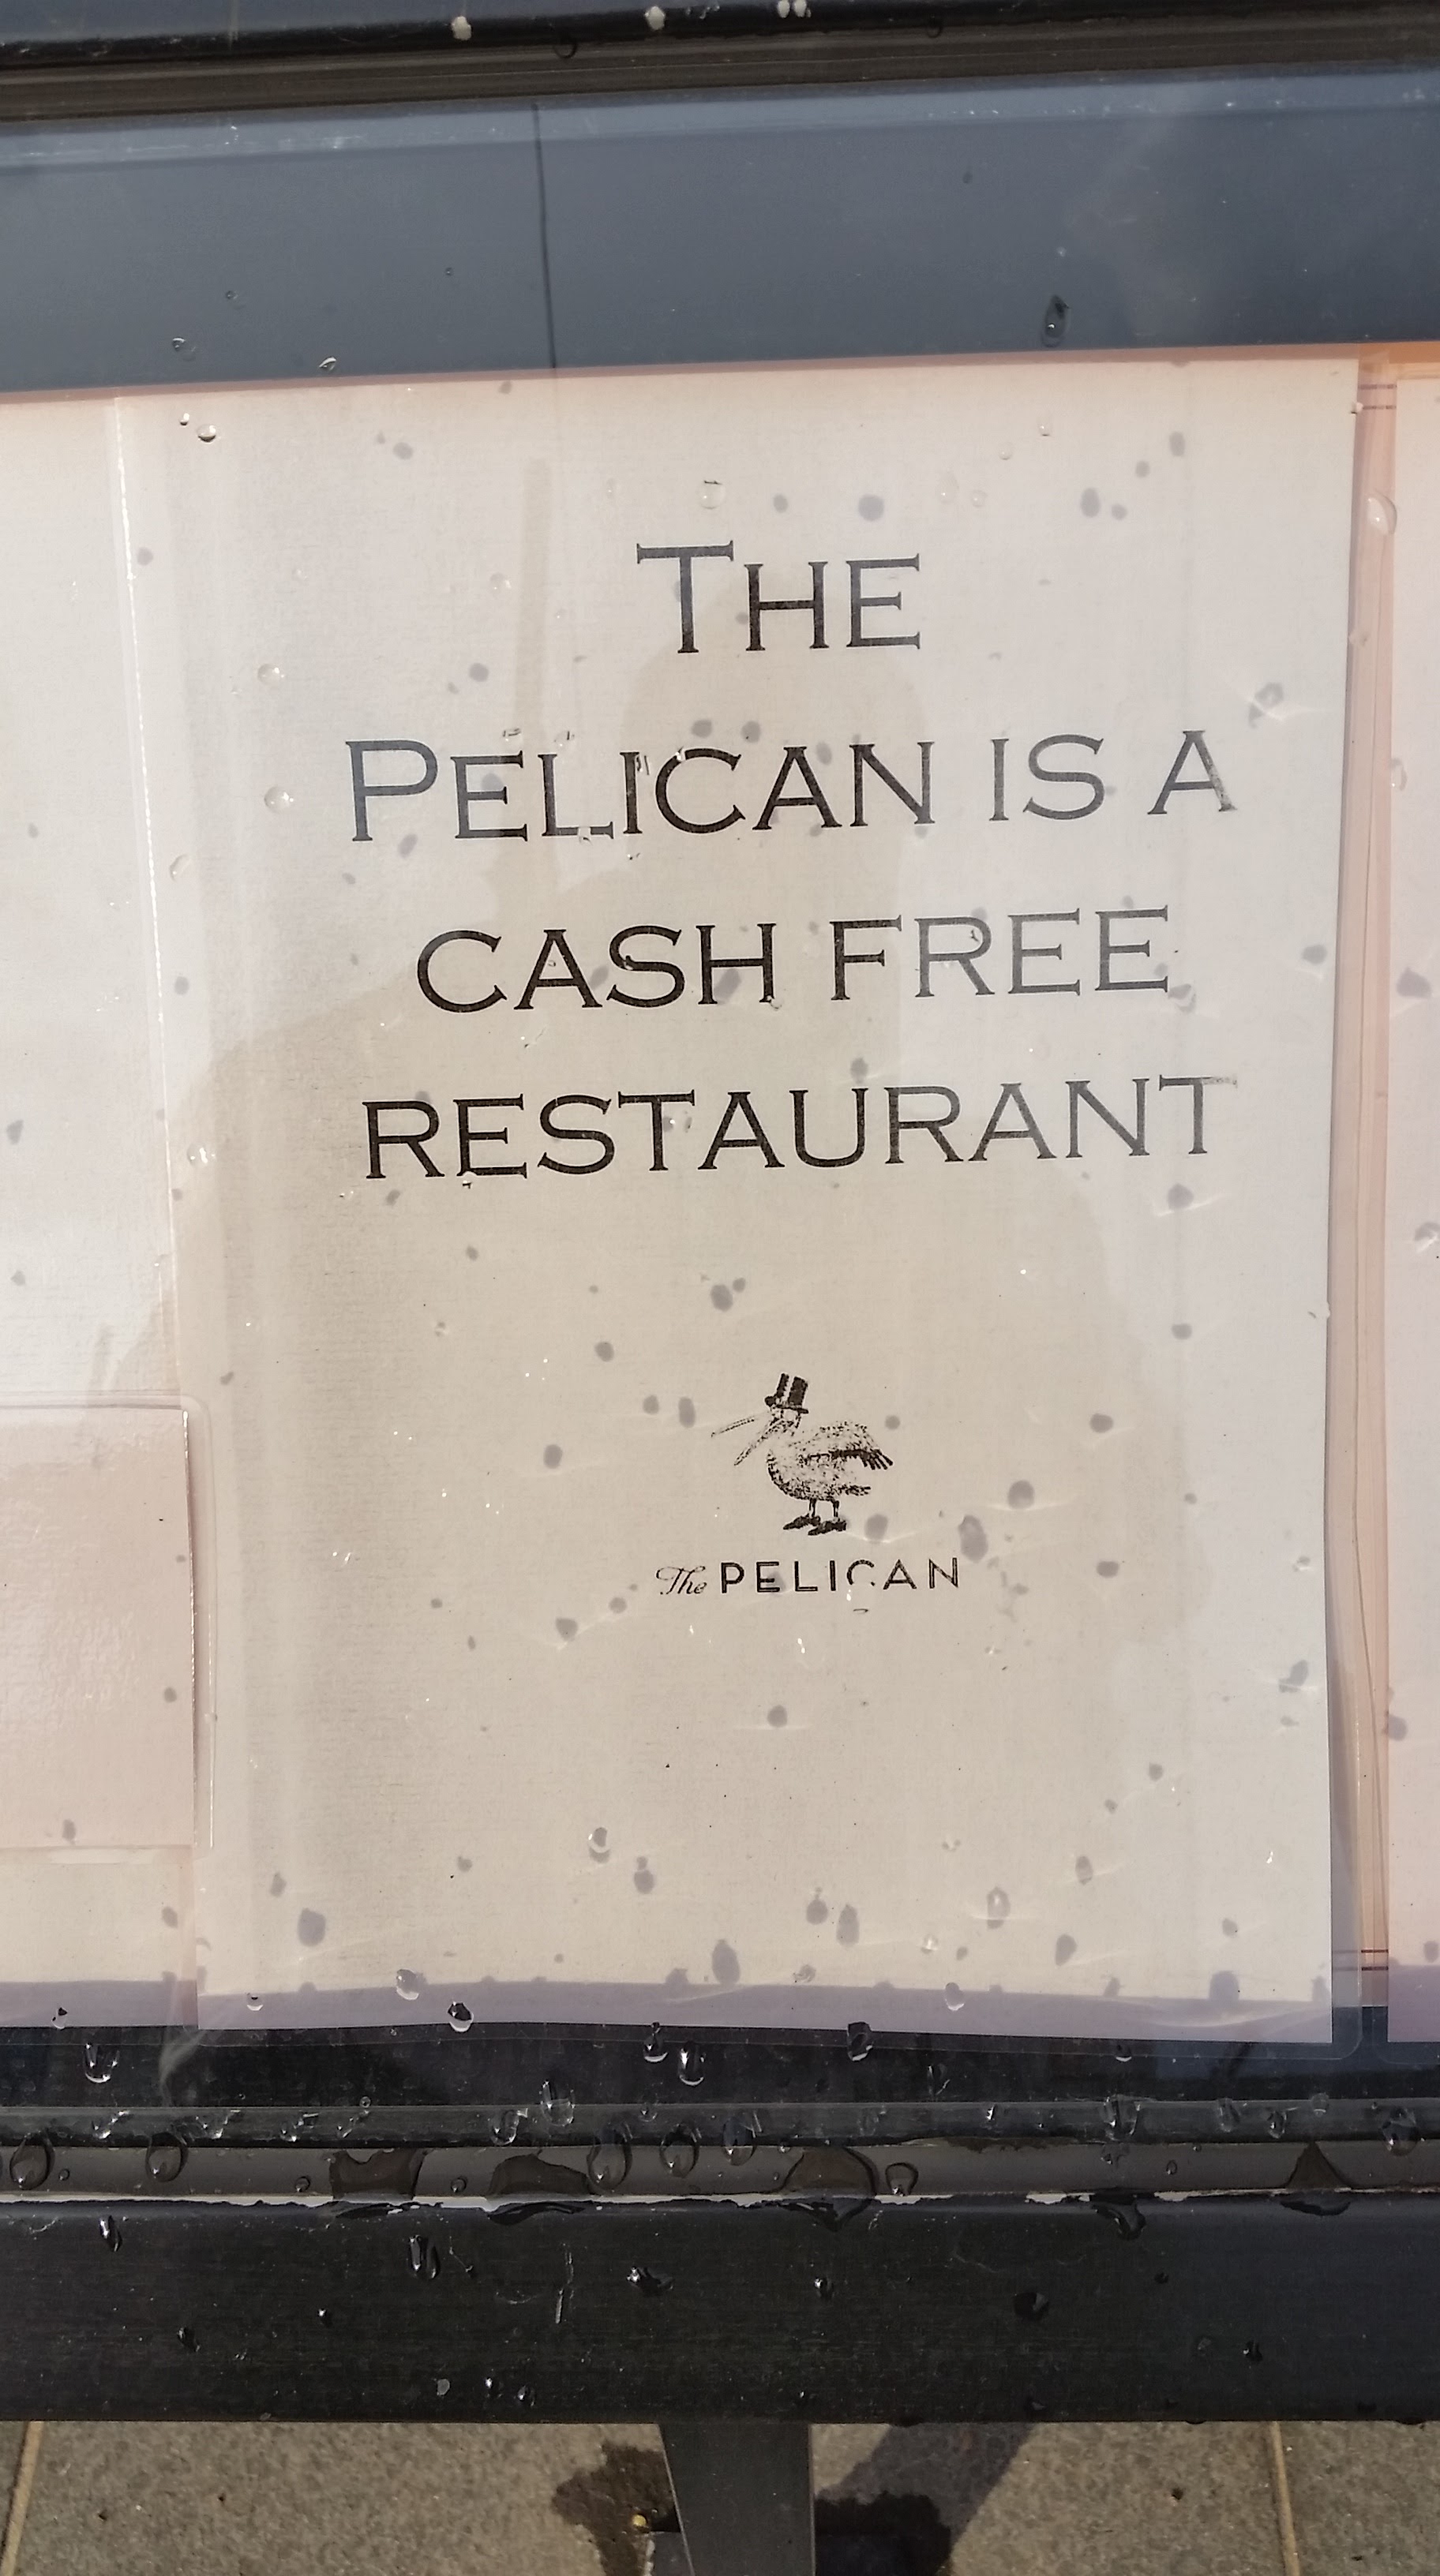 THE
PELICAN IS A
CASH FREE
RESTAURANT
The PELICAN